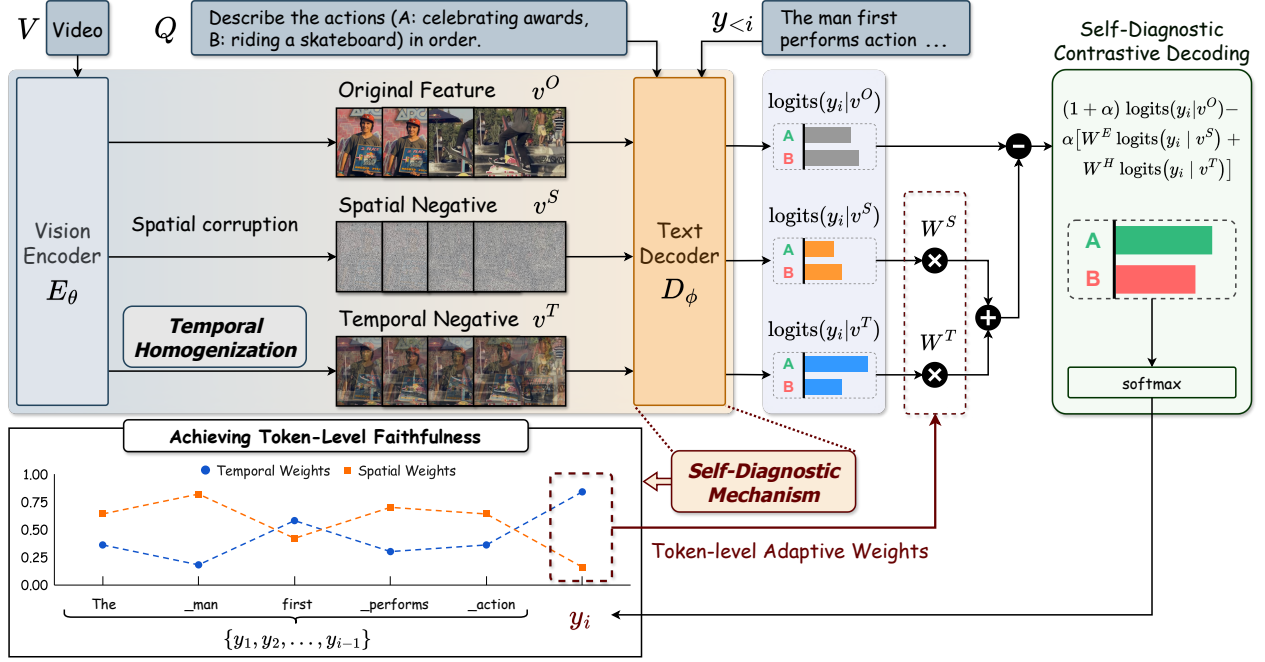 V
Video
Q
Describe the actions (A: celebrating awards,
B: riding a skateboard) in order.
y_{<i}
The man first
performs action ...
Self-Diagnostic
Contrastive Decoding
Vision
Encoder
E_θ
Original Feature v^O
Spatial corruption
Spatial Negative v^S
Temporal
Homogenization
Temporal Negative v^T
Text
Decoder
D_ϕ
logits(y_i|v^O)
A
B
logits(y_i|v^S)
A
B
logits(y_i|v^T)
A
B
W^S
×
W^T
×
+
−
(1 + α) logits(y_i|v^O)−
α[W^E logits(y_i | v^S) +
W^H logits(y_i | v^T)]
A
B
softmax
Achieving Token-Level Faithfulness
Temporal Weights
Spatial Weights
1.00
0.75
0.50
0.25
0.00
The
_man
first
_performs
_action
{y_1, y_2, . . . , y_{i−1}}
y_i
Self-Diagnostic
Mechanism
Token-level Adaptive Weights